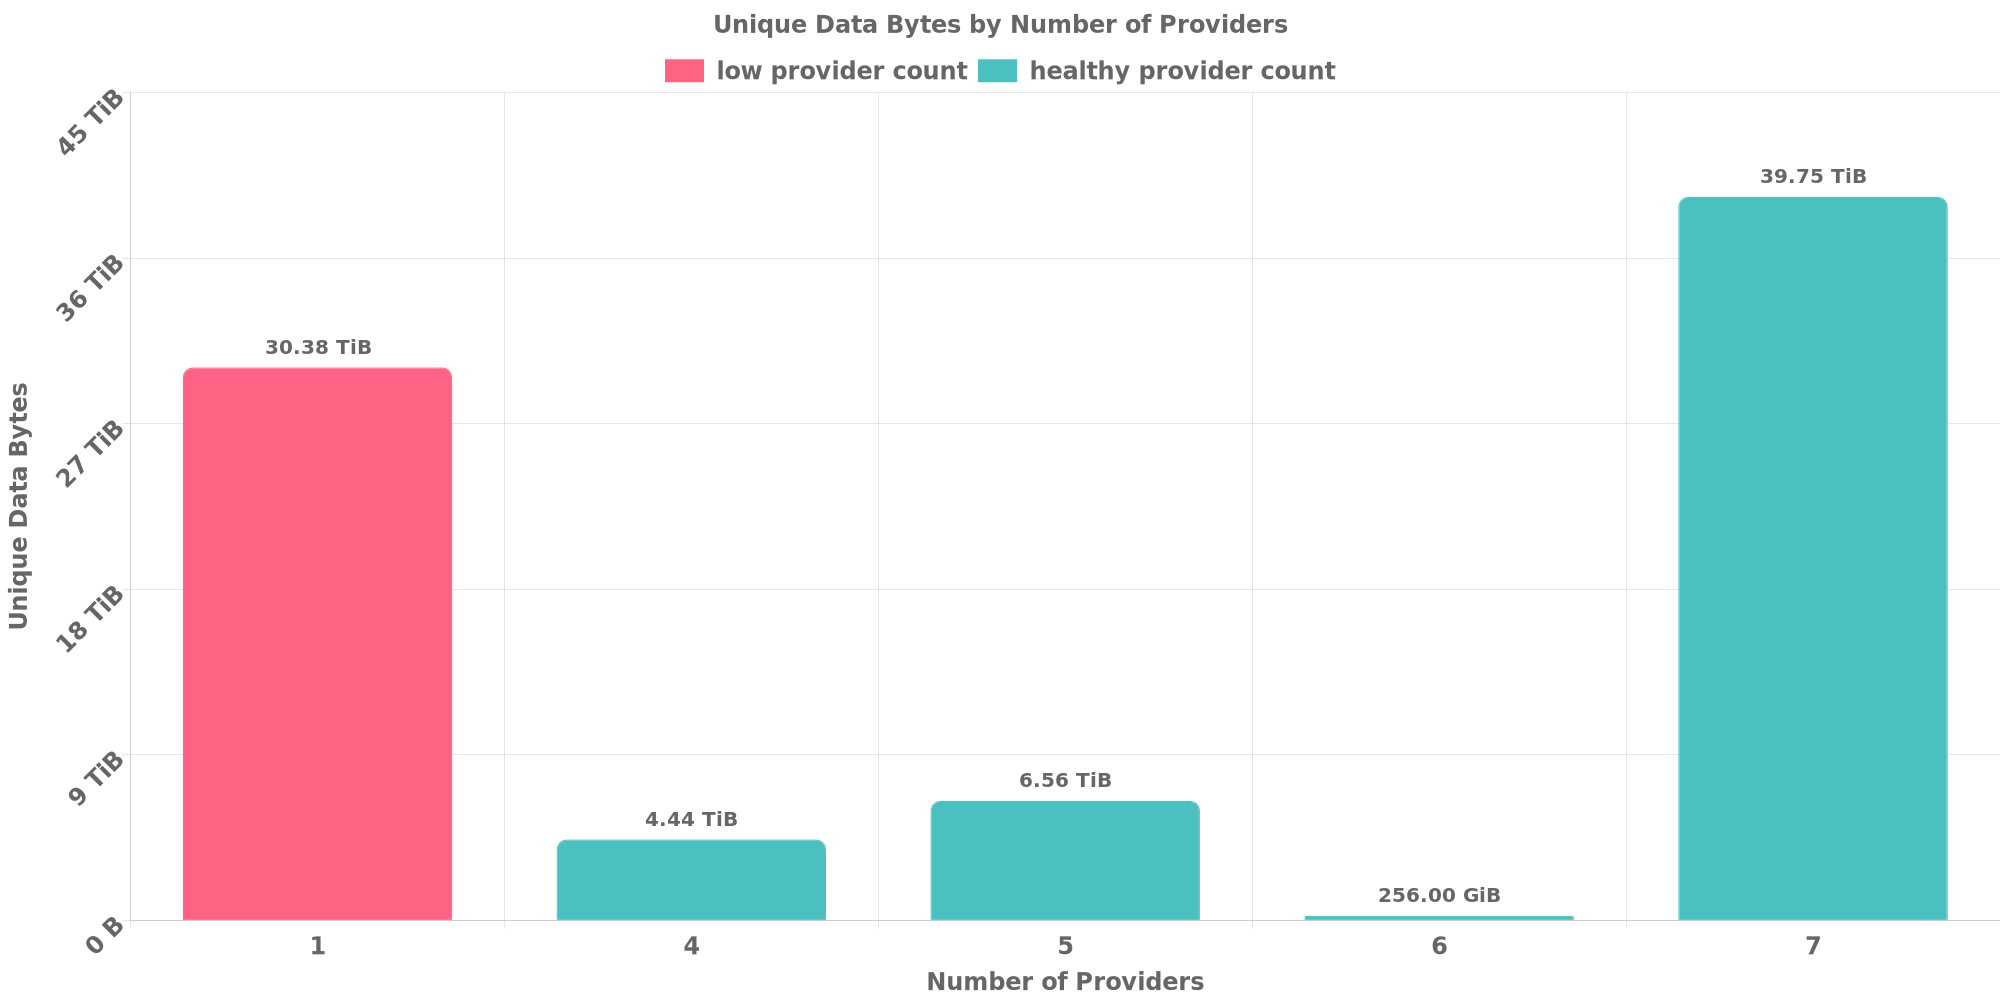 Unique Data Bytes by Number of Providers
low provider count healthy provider count
45 TiB
36 TiB
27 TiB
18 TiB
9 TiB
0 B
Unique Data Bytes
30.38 TiB
4.44 TiB
6.56 TiB
256.00 GiB
39.75 TiB
1 4 5 6 7
Number of Providers